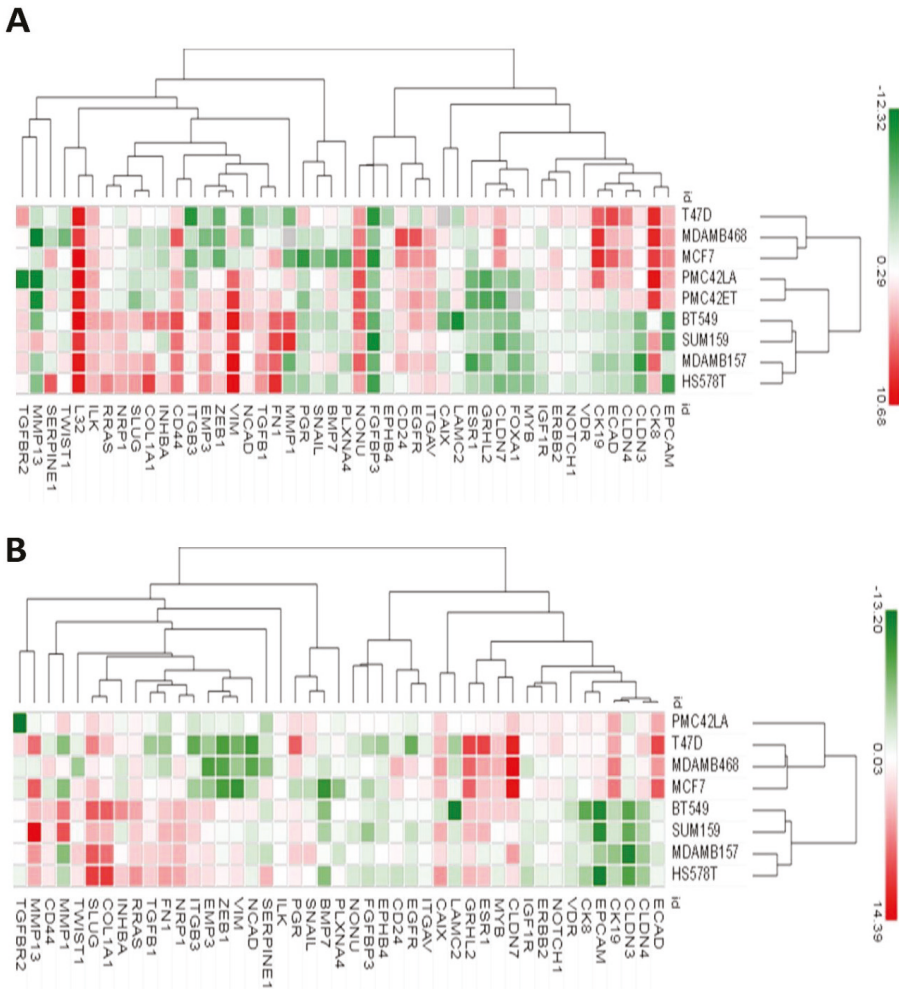 A
id
T47D
MDAMB468
MCF7
PMC42LA
PMC42ET
BT549
SUM159
MDAMB157
HS578T
id
-12.32
0.29
10.68
TGFBR2
MMP13
SERPINE1
TWIST1
L32
ILK
RRAS
NRP1
SLUG
COL1A1
INHBA
CD44
ITGB3
EMP3
ZEB1
VIM
NCAD
TGFB1
FN1
MMP1
PGR
SNAIL
BMP7
PLXNA4
NONU
FGFBP3
EPHB4
CD24
EGFR
ITGAV
CAIX
LAMC2
ESR1
GRHL2
CLDN7
FOXA1
MYB
IGF1R
ERBB2
NOTCH1
VDR
CK19
ECAD
CLDN4
CLDN3
CK8
EPCAM
B
id
PMC42LA
T47D
MDAMB468
MCF7
BT549
SUM159
MDAMB157
HS578T
id
-13.20
0.03
14.39
TGFBR2
MMP13
CD44
MMP1
TWIST1
SLUG
COL1A1
INHBA
RRAS
TGFB1
FN1
NRP1
ITGB3
EMP3
ZEB1
VIM
NCAD
SERPINE1
ILK
PGR
SNAIL
BMP7
PLXNA4
NONU
FGFBP3
EPHB4
CD24
EGFR
ITGAV
CAIX
LAMC2
GRHL2
ESR1
MYB
CLDN7
IGF1R
ERBB2
NOTCH1
VDR
CK8
EPCAM
CK19
CLDN3
CLDN4
ECAD